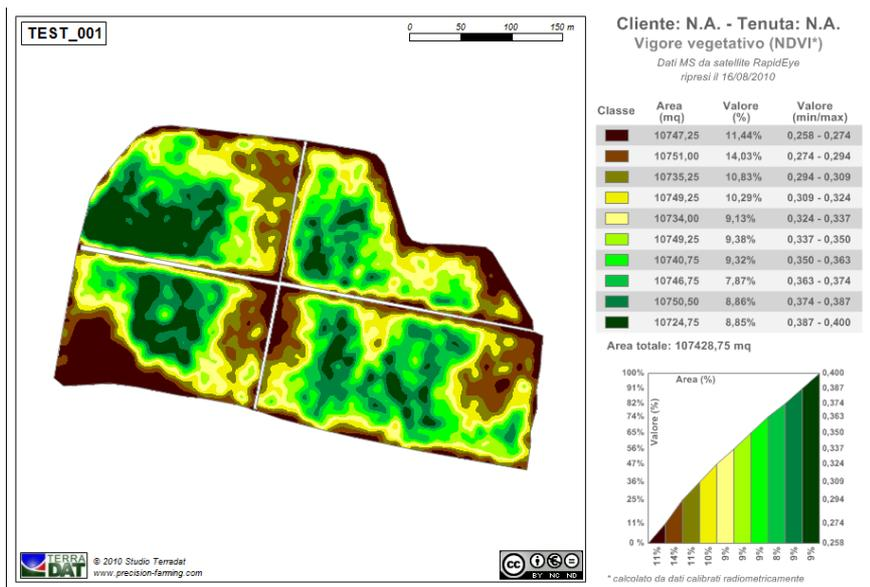 TEST_001
0 50 100 150 m
Cliente: N.A. - Tenuta: N.A.
Vigore vegetativo (NDVI*)
Dati MS da satellite RapidEye
ripresi il 16/08/2010
Classe Area (mq) Valore (%) Valore (min/max)
10747,25 11,44% 0,258 - 0,274
10751,00 14,03% 0,274 - 0,294
10735,25 10,83% 0,294 - 0,309
10749,25 10,29% 0,309 - 0,324
10734,00 9,13% 0,324 - 0,337
10749,25 9,38% 0,337 - 0,350
10740,75 9,32% 0,350 - 0,363
10746,75 7,87% 0,363 - 0,374
10750,50 8,86% 0,374 - 0,387
10724,75 8,85% 0,387 - 0,400
Area totale: 107428,75 mq
Area (%)
Valore (%)
100% 0,400
91% 0,387
82% 0,374
74% 0,363
65% 0,350
56% 0,337
47% 0,324
36% 0,309
25% 0,294
11% 0,274
0 % 0,258
11% 14% 11% 10% 9% 9% 9% 8% 9% 9%
* calcolato da dati calibrati radiometricamente
TERRA
DAT
© 2010 Studio Terradat
www.precision-farming.com
cc
BY NC ND